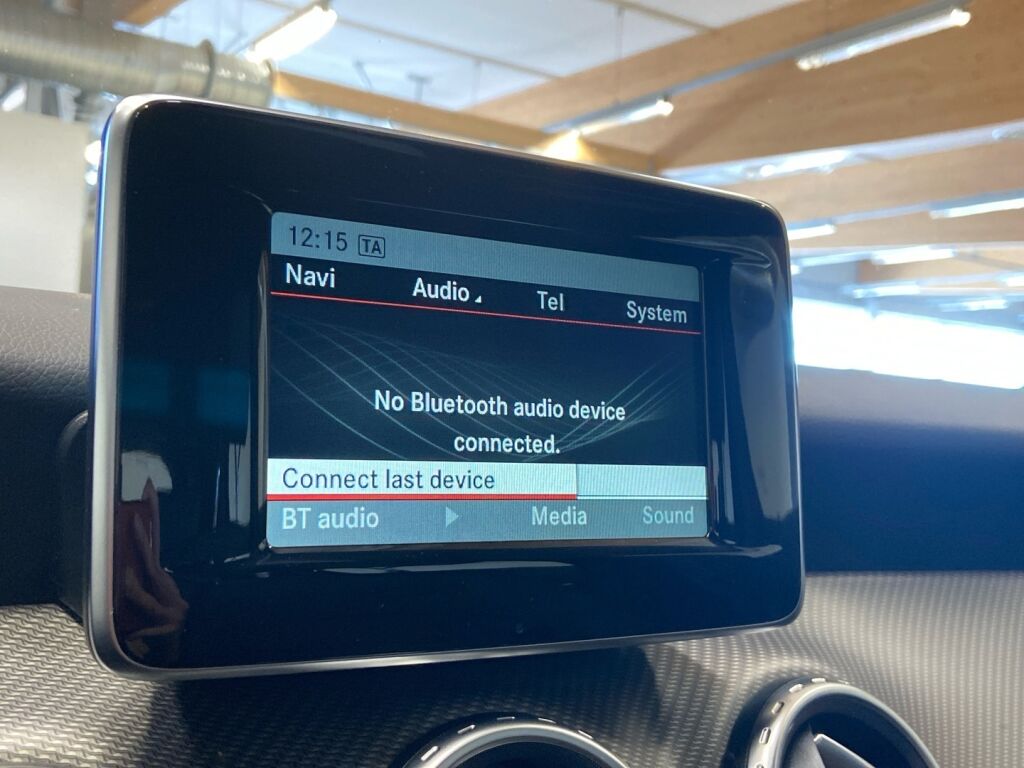 12:15 TA
Navi Audio Tel System
No Bluetooth audio device
connected.
Connect last device
BT audio Media Sound